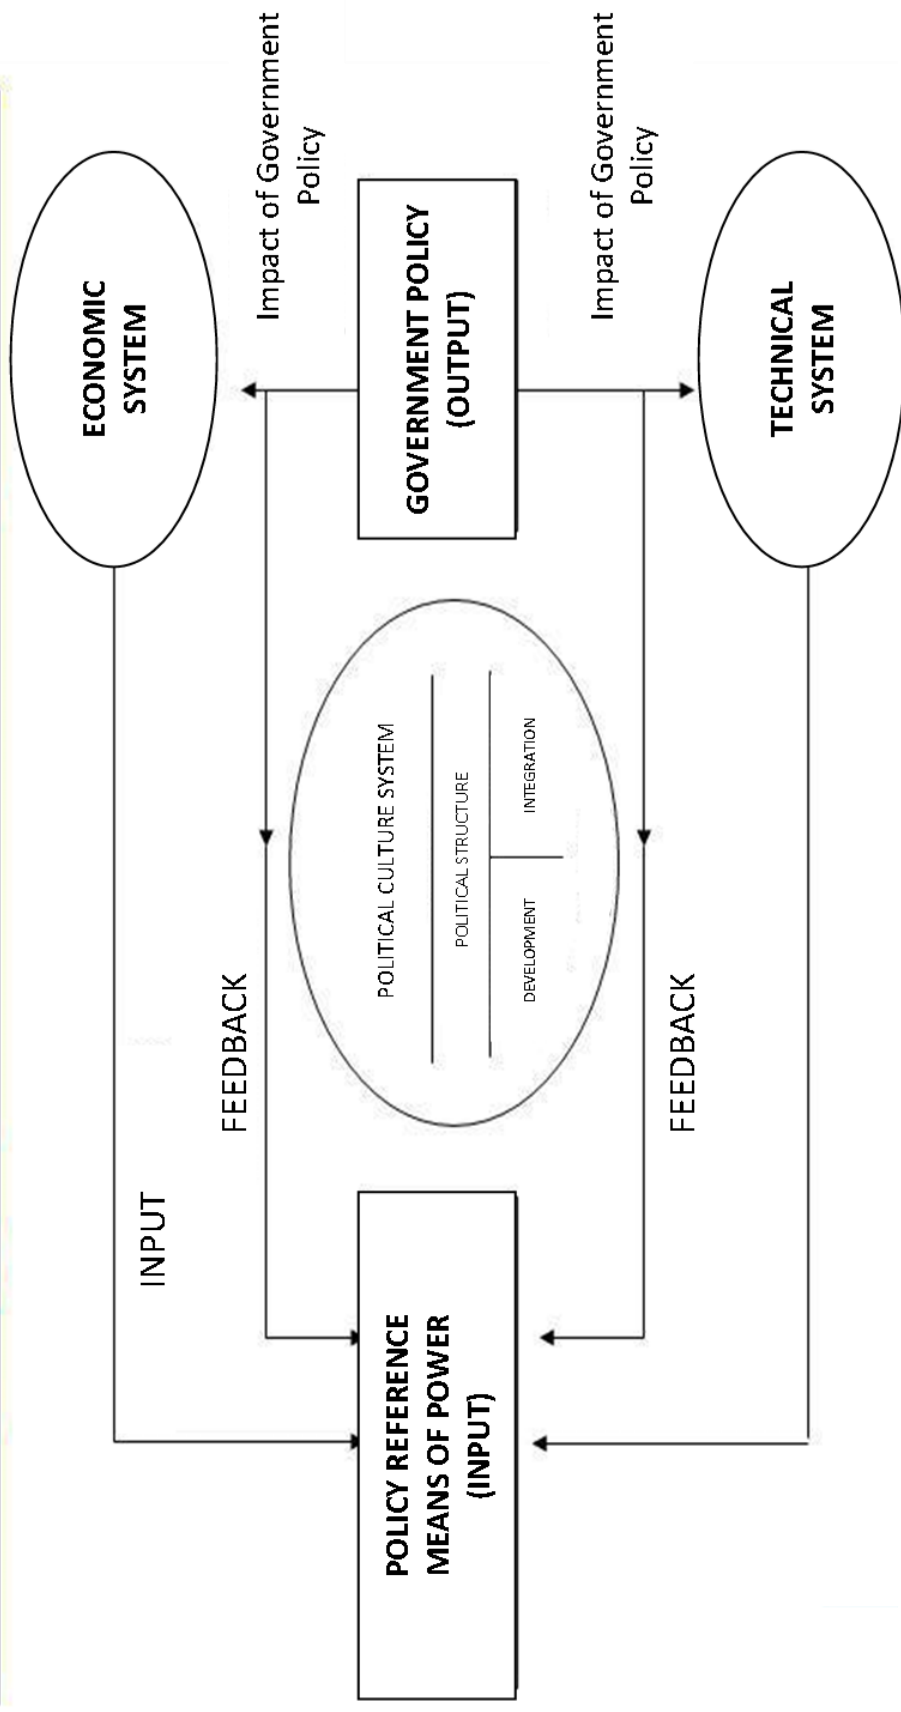 ECONOMIC
SYSTEM
INPUT
FEEDBACK
Impact of Government
Policy
POLICY REFERENCE
MEANS OF POWER
(INPUT)
POLITICAL CULTURE SYSTEM
POLITICAL STRUCTURE
DEVELOPMENT
INTEGRATION
GOVERNMENT POLICY
(OUTPUT)
FEEDBACK
Impact of Government
Policy
TECHNICAL
SYSTEM